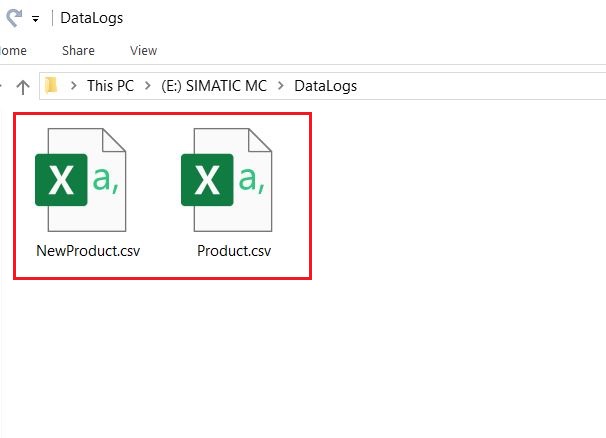 DataLogs
ome Share View
This PC > (E:) SIMATIC MC > DataLogs
X a, X a,
NewProduct.csv Product.csv